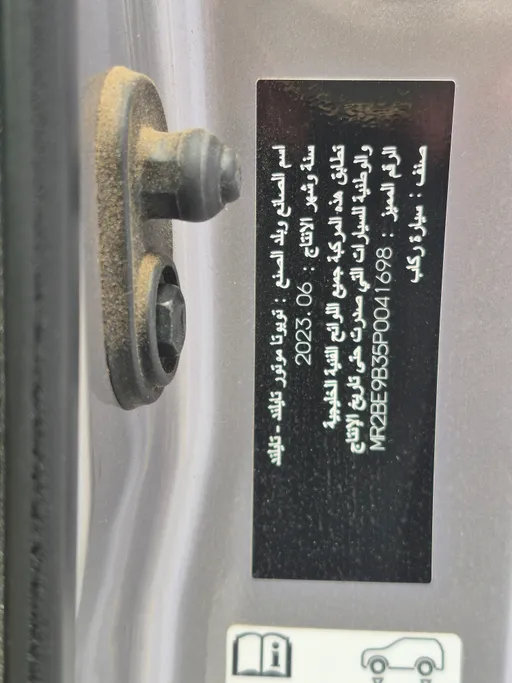 اسم الصانع وبلد الصنع : تويوتا موتور تايلند - تايلند
سنة وشهر الانتاج : 2023.06
تطابق هذه المركبة جميع اللوائح الفنية الخليجية
والوطنية للسيارات التي صدرت حتى تاريخ الإنتاج
الرقم المميز : MR2BE9B35P0041698
صنف : سيارة ركاب